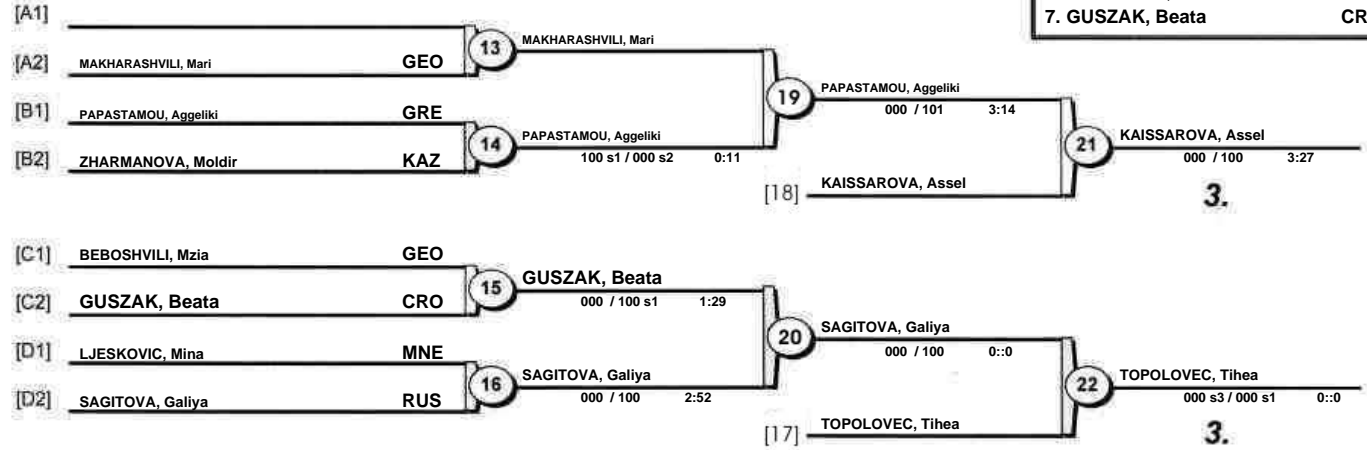 7. GUSZAK, Beata CR
[A1]
[A2] MAKHARASHVILI, Mari GEO
13 MAKHARASHVILI, Mari
[B1] PAPASTAMOU, Aggeliki GRE
[B2] ZHARMANOVA, Moldir KAZ
14 PAPASTAMOU, Aggeliki
100 s1 / 000 s2 0:11
19 PAPASTAMOU, Aggeliki
000 / 101 3:14
[18] KAISSAROVA, Assel
21 KAISSAROVA, Assel
000 / 100 3:27
3.
[C1] BEBOSHVILI, Mzia GEO
[C2] GUSZAK, Beata CRO
15 GUSZAK, Beata
000 / 100 s1 1:29
[D1] LJESKOVIC, Mina MNE
[D2] SAGITOVA, Galiya RUS
16 SAGITOVA, Galiya
000 / 100 2:52
20 SAGITOVA, Galiya
000 / 100 0::0
[17] TOPOLOVEC, Tihea
22 TOPOLOVEC, Tihea
000 s3 / 000 s1 0::0
3.